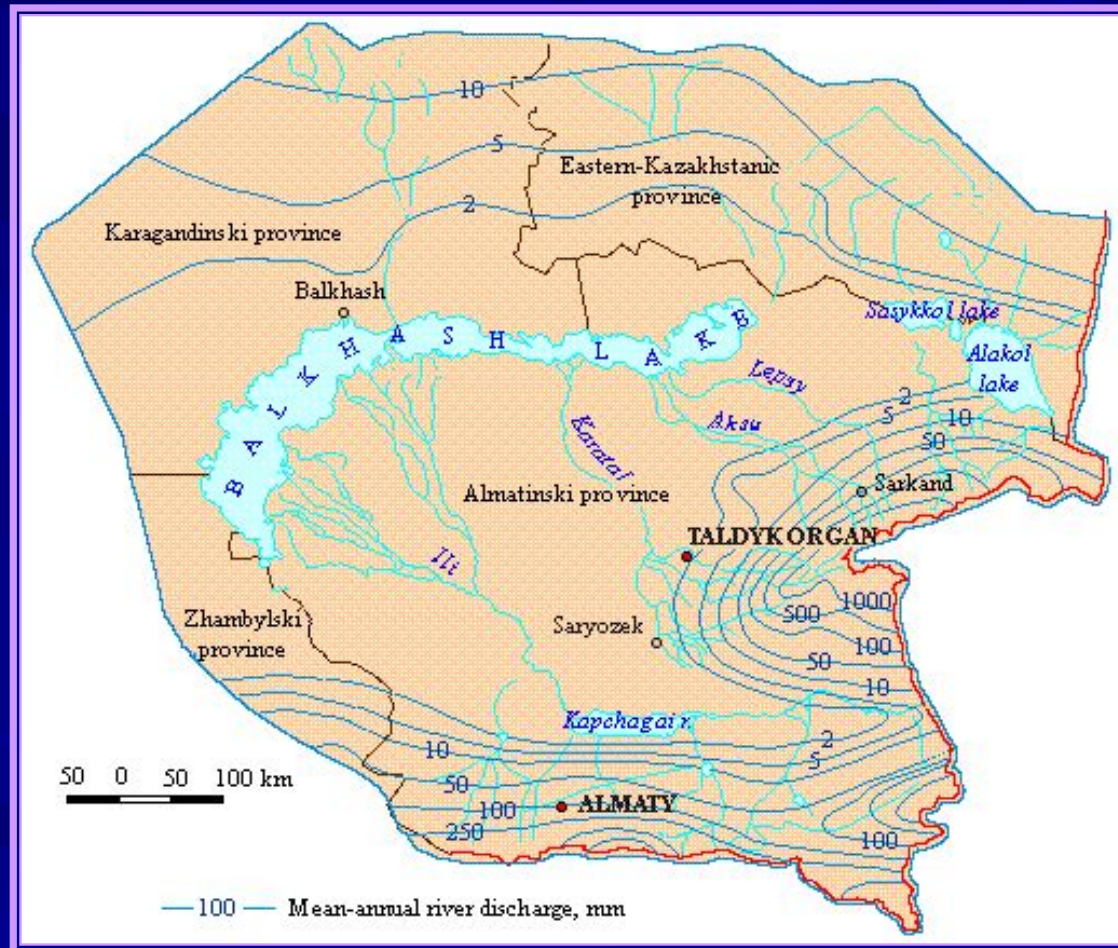 10
5
Eastern-Kazakhstanic
province
2
Karagandinski province
Balkhash
Sasykkol lake
BALKHASH LAKE
Alakol
lake
Lepsy
2
5
Aksu
10
50
Karatal
Sarkand
Almatinski province
TALDYKORGAN
Ili
1000
500
Zhambylski
province
Saryozek
100
50
10
Kapchagai r.
2
10
5
50 0 50 100 km
50
100
ALMATY
250
100
100 Mean-annual river discharge, mm